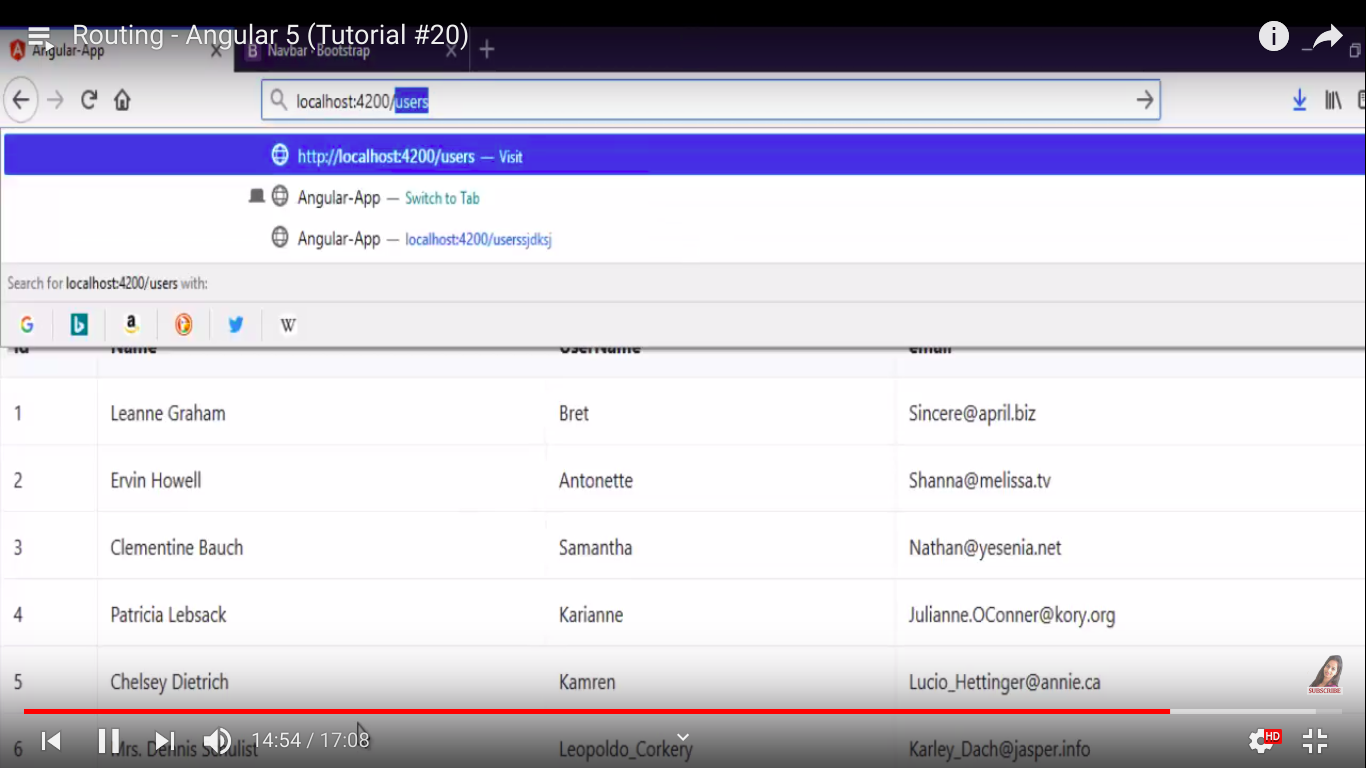 Routing - Angular 5 (Tutorial #20)
Angular-App
Navbar · Bootstrap
localhost:4200/users
http://localhost:4200/users — Visit
Angular-App — Switch to Tab
Angular-App — localhost:4200/userssjdksj
Search for localhost:4200/users with:
Id Name UserName email
1 Leanne Graham Bret Sincere@april.biz
2 Ervin Howell Antonette Shanna@melissa.tv
3 Clementine Bauch Samantha Nathan@yesenia.net
4 Patricia Lebsack Karianne Julianne.OConner@kory.org
5 Chelsey Dietrich Kamren Lucio_Hettinger@annie.ca
SUBSCRIBE
6 Mrs. Dennis Schulist Leopoldo_Corkery Karley_Dach@jasper.info
14:54 / 17:08
HD